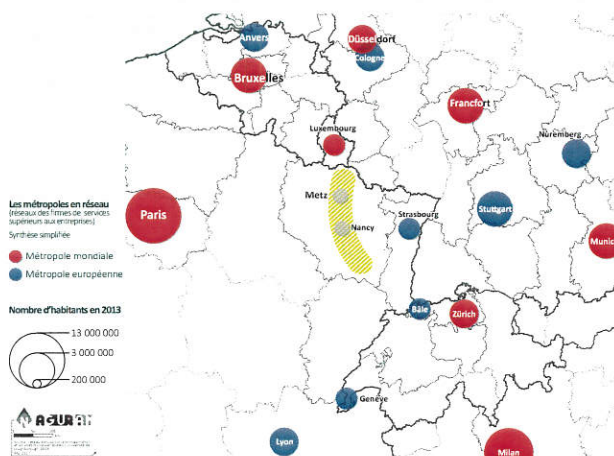 Anvers
Düsseldorf
Cologne
Bruxelles
Francfort
Luxembourg
Nuremberg
Metz
Les métropoles en réseau
(réseaux des firmes de services
supérieurs aux entreprises)
Synthèse simplifiée
Paris
Stuttgart
Strasbourg
Nancy
Munic
Métropole mondiale
Métropole européenne
Nombre d'habitants en 2013
Bâle
Zürich
13 000 000
3 000 000
200 000
Genève
AGURAM
Lyon
Milan